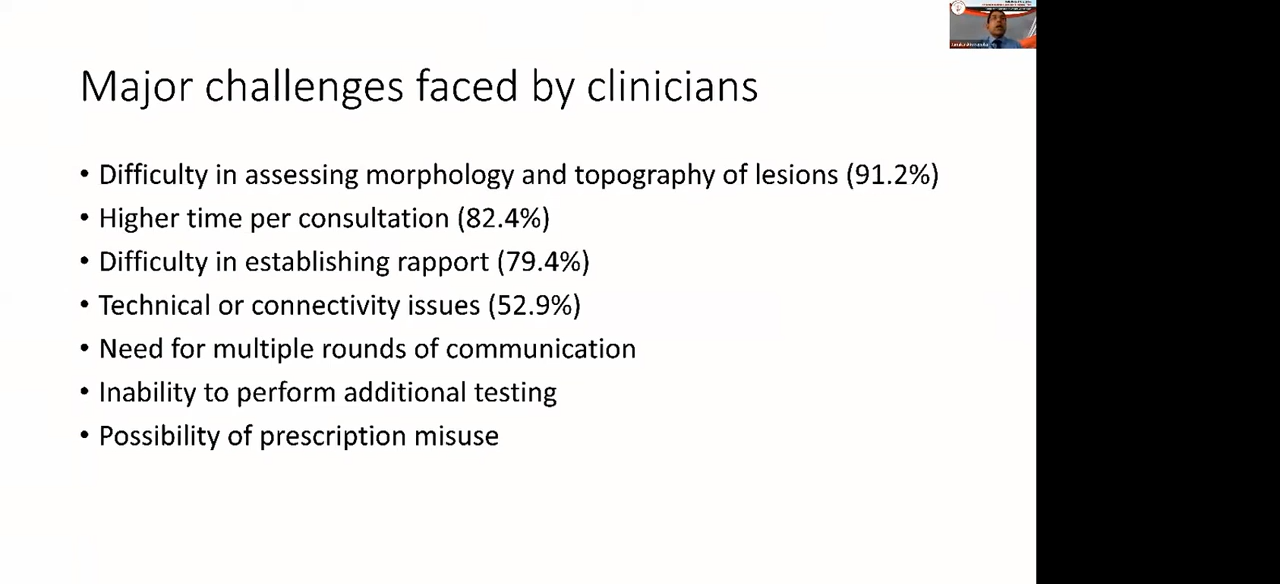 Major challenges faced by clinicians
• Difficulty in assessing morphology and topography of lesions (91.2%)
• Higher time per consultation (82.4%)
• Difficulty in establishing rapport (79.4%)
• Technical or connectivity issues (52.9%)
• Need for multiple rounds of communication
• Inability to perform additional testing
• Possibility of prescription misuse